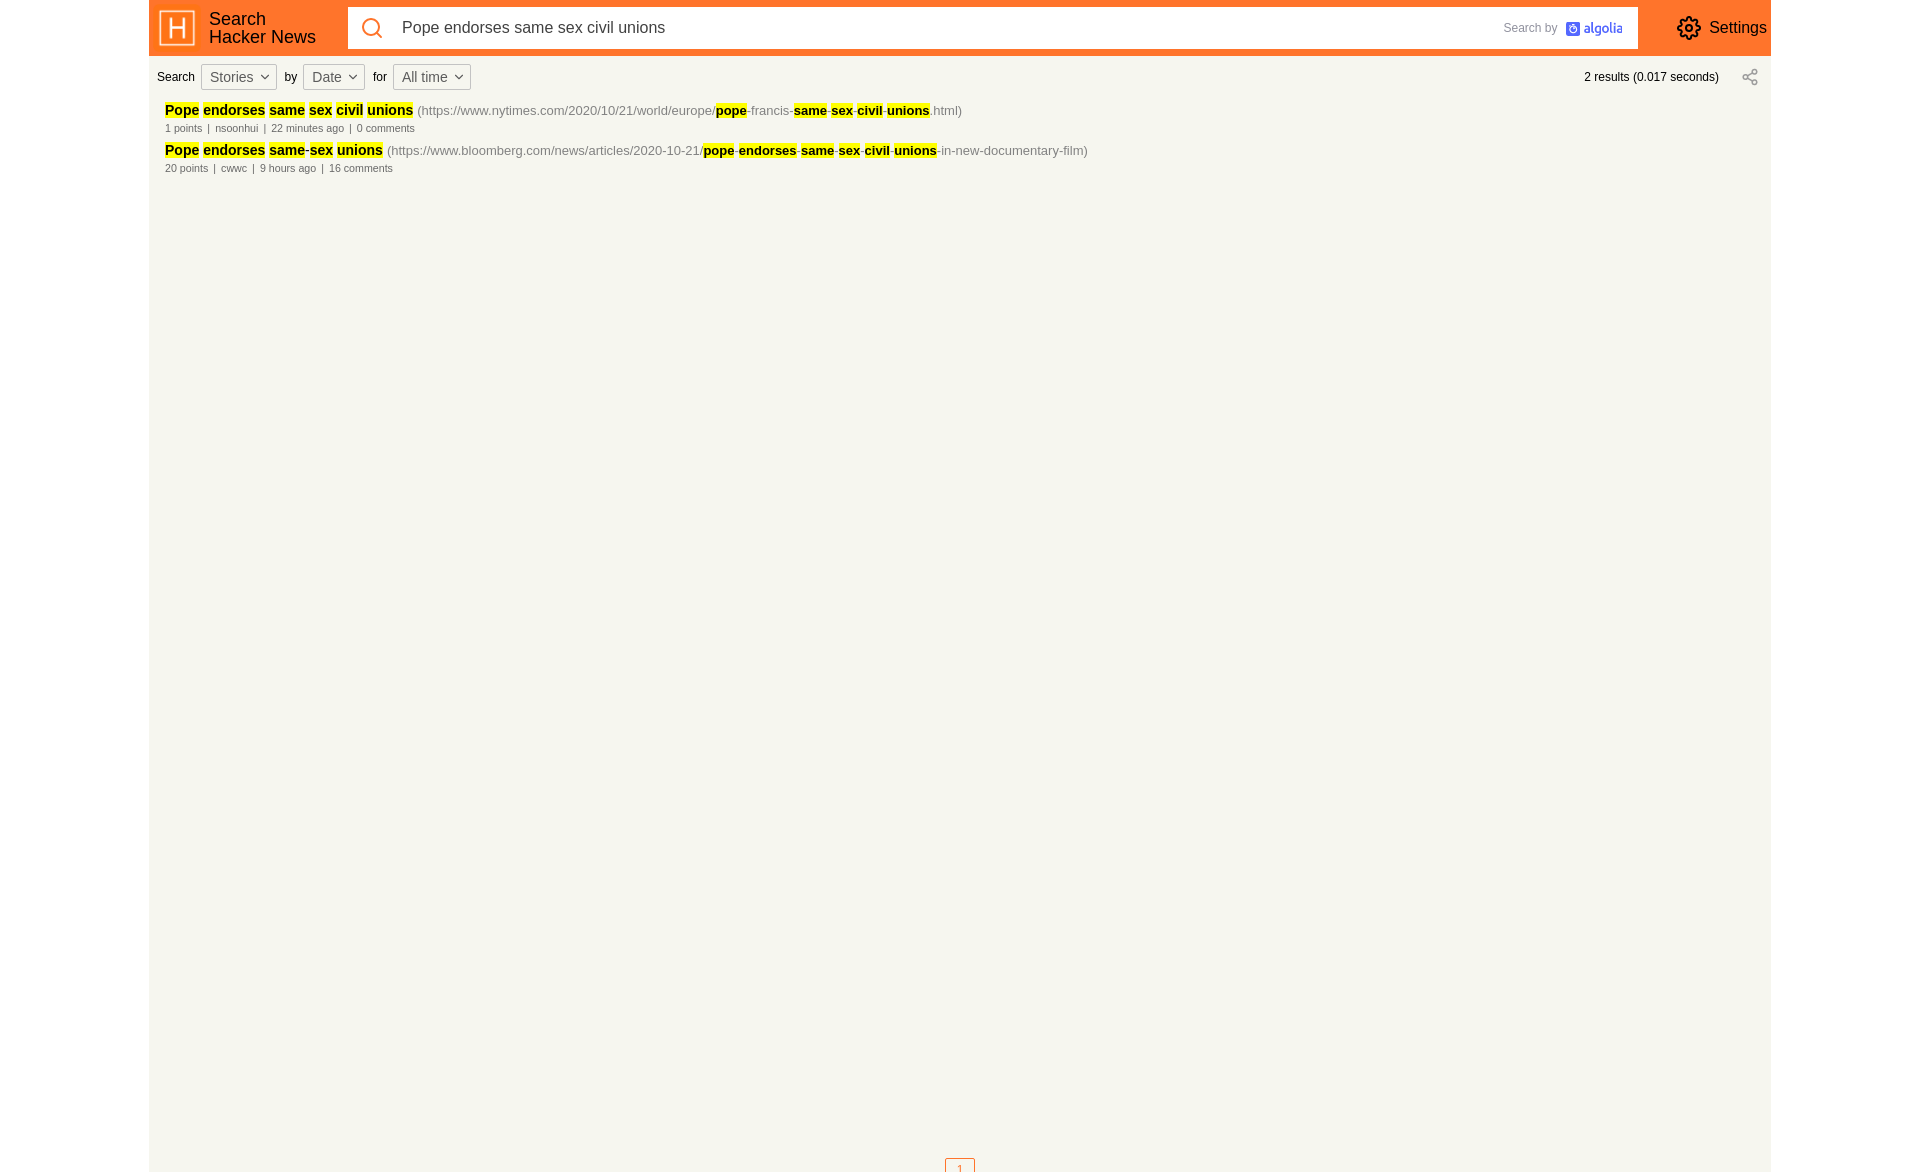 H
Search
Hacker News
Pope endorses same sex civil unions
Search by algolia
Settings
Search Stories by Date for All time
2 results (0.017 seconds)
Pope endorses same sex civil unions (https://www.nytimes.com/2020/10/21/world/europe/pope-francis-same-sex-civil-unions.html)
1 points | nsoonhui | 22 minutes ago | 0 comments
Pope endorses same-sex unions (https://www.bloomberg.com/news/articles/2020-10-21/pope-endorses-same-sex-civil-unions-in-new-documentary-film)
20 points | cwwc | 9 hours ago | 16 comments
1